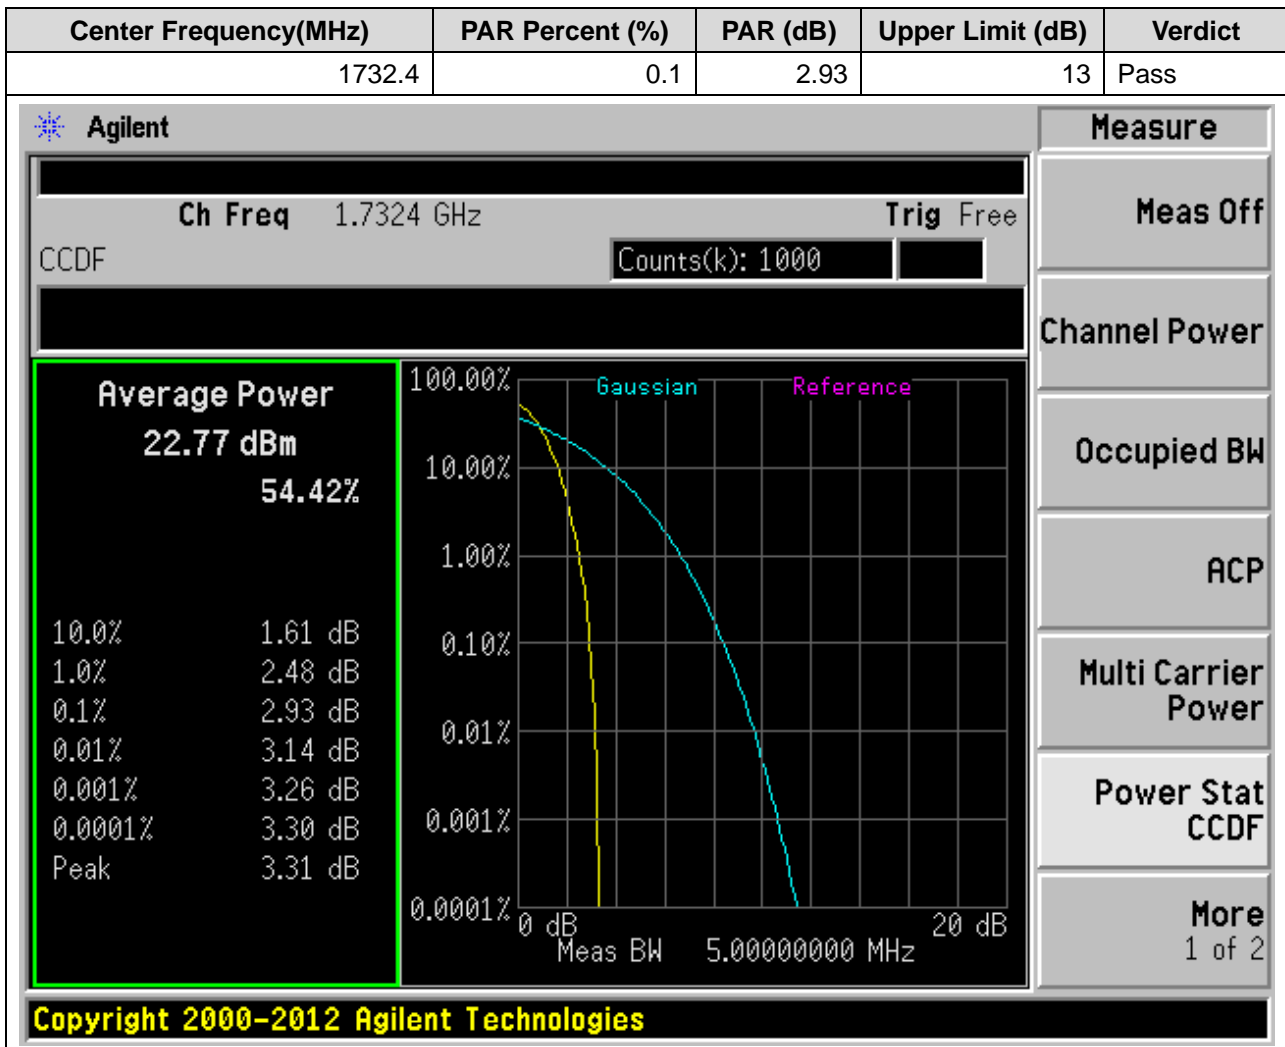 Center Frequency(MHz) PAR Percent (%) PAR (dB) Upper Limit (dB) Verdict
1732.4 0.1 2.93 13 Pass
Agilent
Measure
Ch Freq 1.7324 GHz Trig Free
CCDF Counts(k): 1000
Meas Off
Channel Power
Occupied BW
ACP
Multi Carrier
Power
Power Stat
CCDF
More
1 of 2
Average Power
22.77 dBm
54.42%
10.0% 1.61 dB
1.0% 2.48 dB
0.1% 2.93 dB
0.01% 3.14 dB
0.001% 3.26 dB
0.0001% 3.30 dB
Peak 3.31 dB
Gaussian Reference
100.00%
10.00%
1.00%
0.10%
0.01%
0.001%
0.0001%
0 dB 20 dB
Meas BW 5.00000000 MHz
Copyright 2000-2012 Agilent Technologies